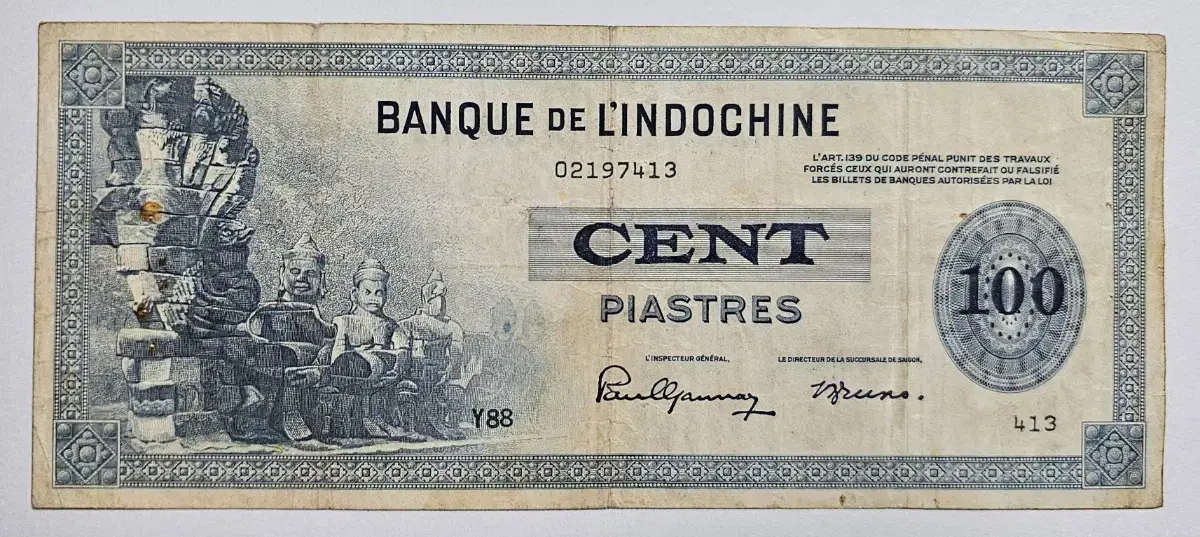 BANQUE DE L'INDOCHINE
02197413
L'ART.139 DU CODE PÉNAL PUNIT DES TRAVAUX
FORCÉS CEUX QUI AURONT CONTREFAIT OU FALSIFIÉ
LES BILLETS DE BANQUES AUTORISÉES PAR LA LOI
CENT
100
PIASTRES
L'INSPECTEUR GÉNÉRAL,
LE DIRECTEUR DE LA SUCCURSALE DE SAIGON,
Y88
413